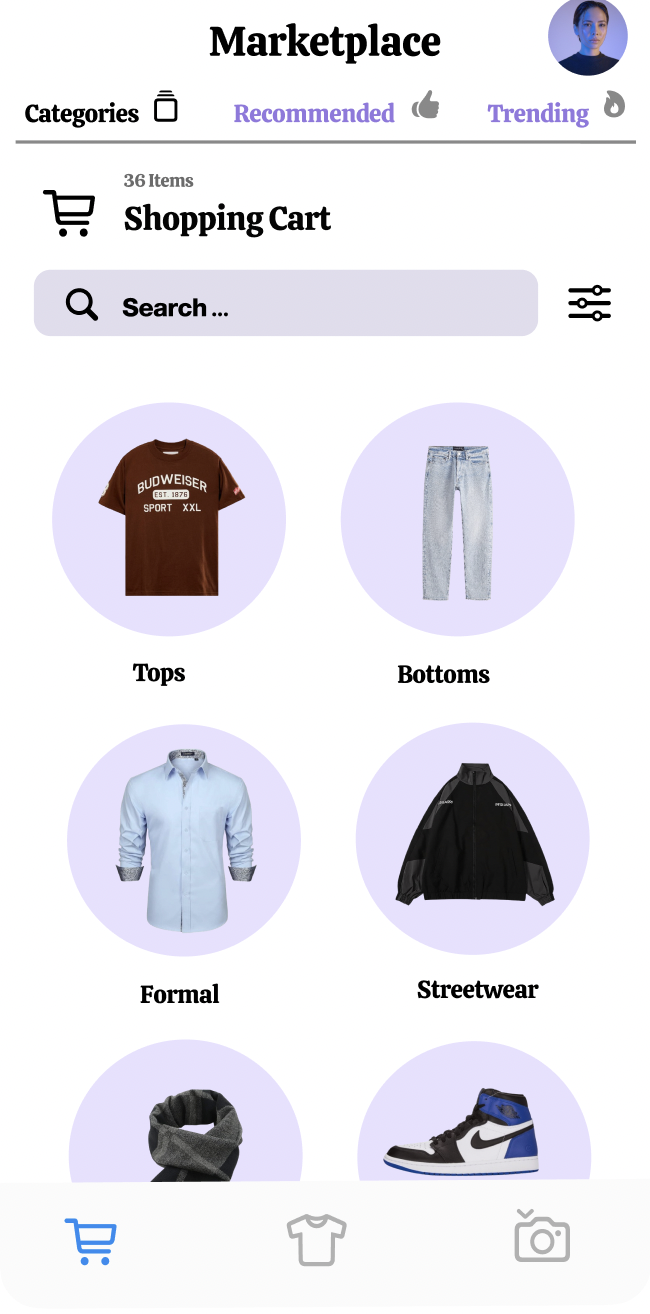 Marketplace
Categories Recommended Trending
36 Items
Shopping Cart
Search ...
BUDWEISER
EST. 1876
SPORT XXL
Tops
Bottoms
Formal
Streetwear